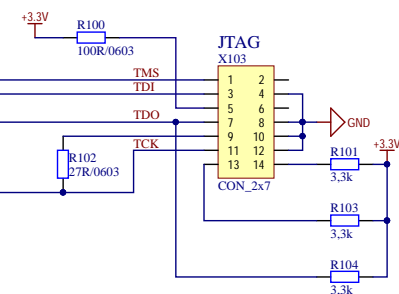 +3.3V
R100
100R/0603
JTAG
X103
TMS
TDI
TDO
TCK
1 2
3 4
5 6
7 8
9 10
11 12
13 14
CON_2x7
GND
+3.3V
R102
27R/0603
R101
3,3k
R103
3,3k
R104
3,3k